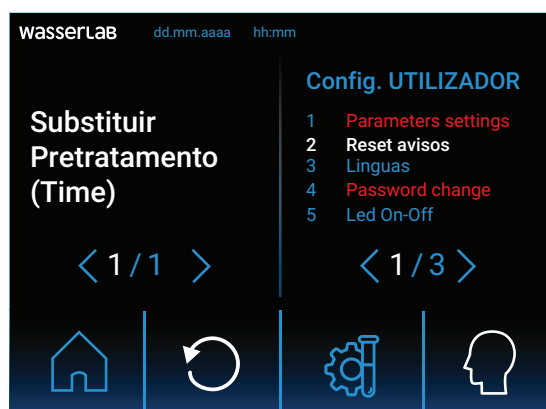 wasserLAB dd.mm.aaaa hh:mm
Substituir
Pretratamento
(Time)
< 1 / 1 >
Config. UTILIZADOR
1 Parameters settings
2 Reset avisos
3 Linguas
4 Password change
5 Led On-Off
< 1 / 3 >